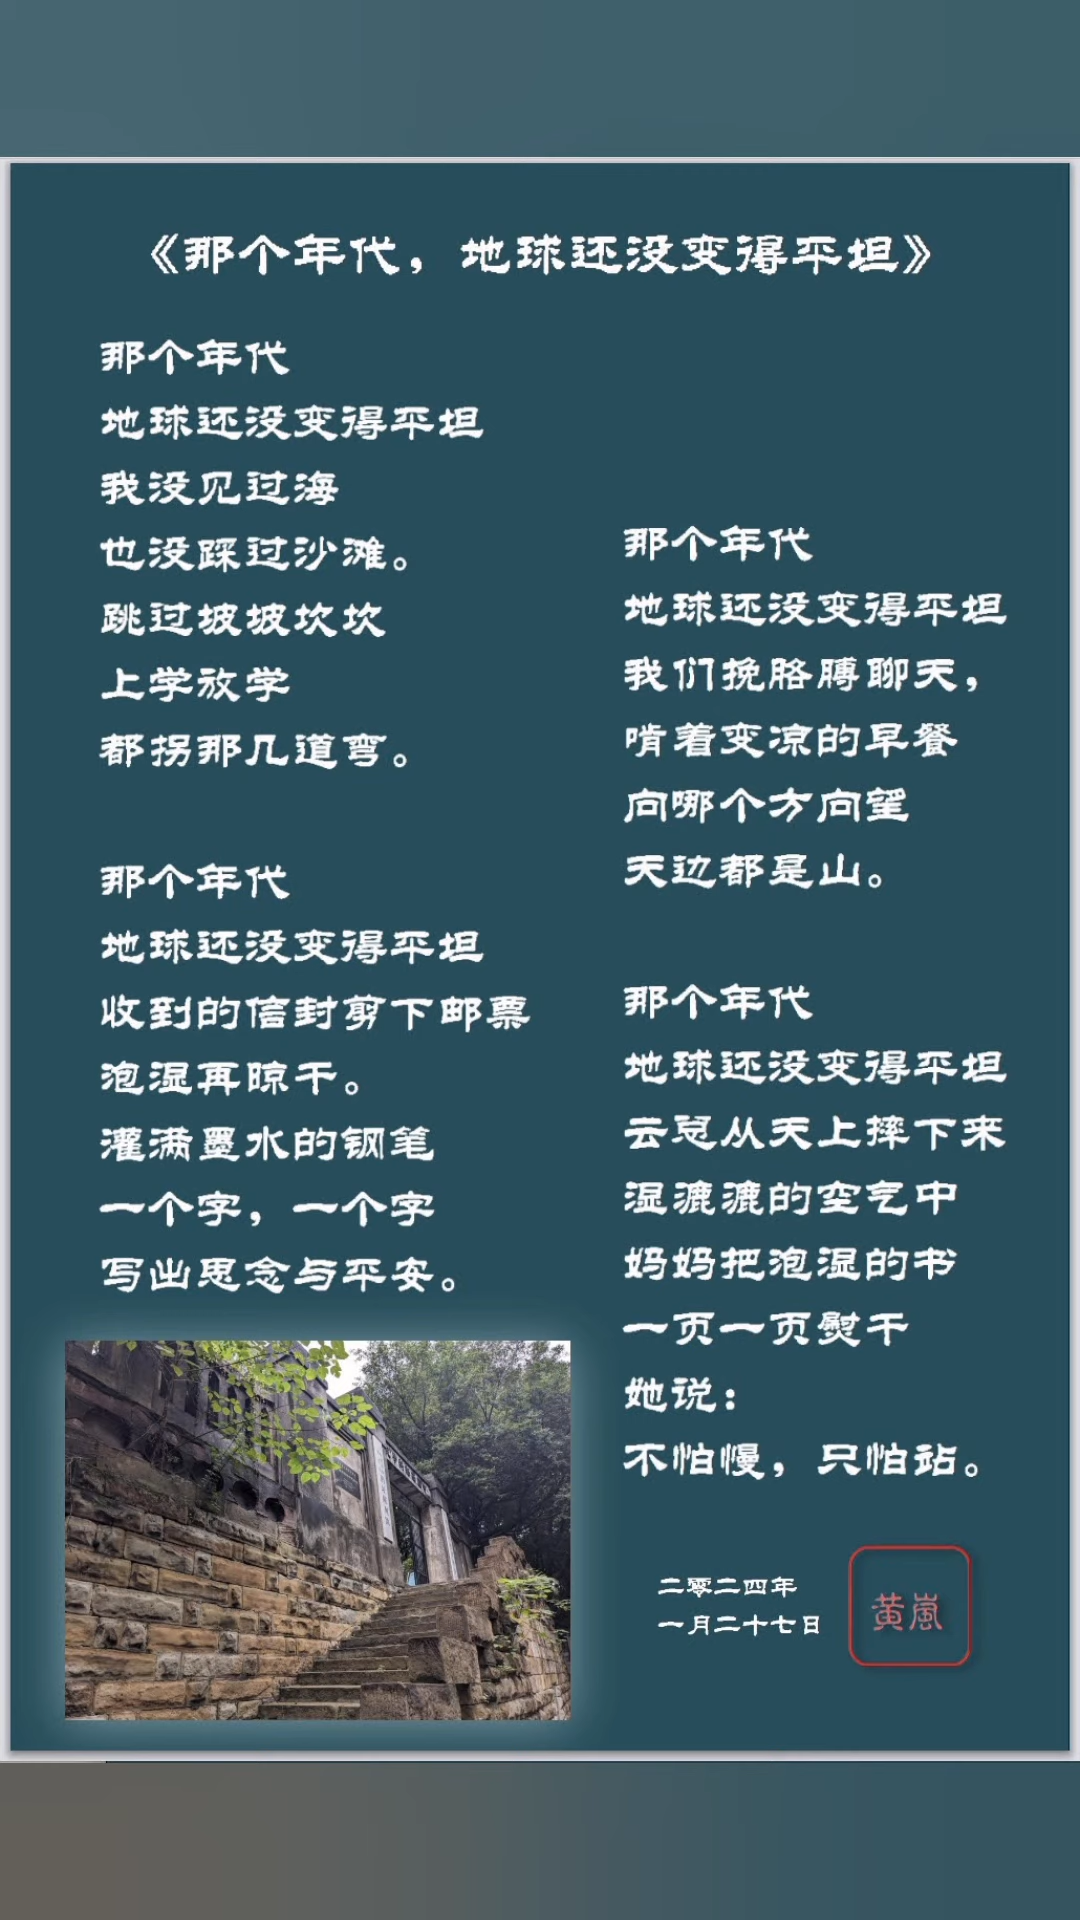 《那个年代，地球还没变得平坦》
那个年代
地球还没变得平坦
我没见过海
也没踩过沙滩。
跳过坡坡坎坎
上学放学
都拐那几道弯。
那个年代
地球还没变得平坦
收到的信封剪下邮票
泡湿再晾干。
灌满墨水的钢笔
一个字，一个字
写出思念与平安。
那个年代
地球还没变得平坦
我们挽胳膊聊天，
啃着变凉的早餐
向哪个方向望
天边都是山。
那个年代
地球还没变得平坦
云总从天上摔下来
湿漉漉的空气中
妈妈把泡湿的书
一页一页熨干
她说：
不怕慢，只怕站。
二零二四年
一月二十七日
黄嵐